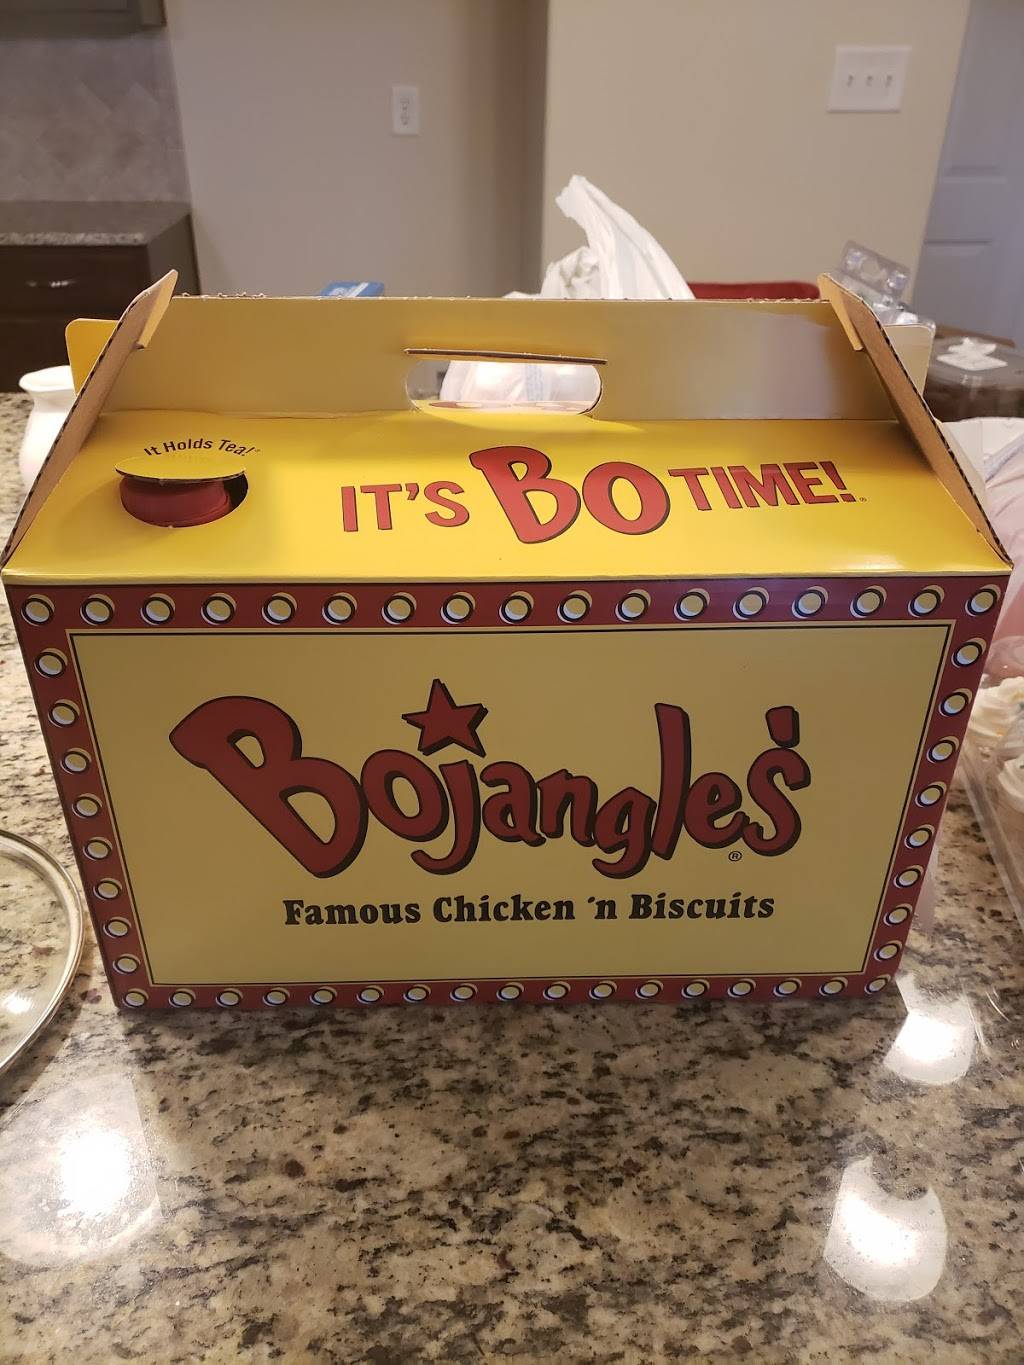 It Holds Tea!
IT'S BO TIME!
Bojangles'
Famous Chicken 'n Biscuits